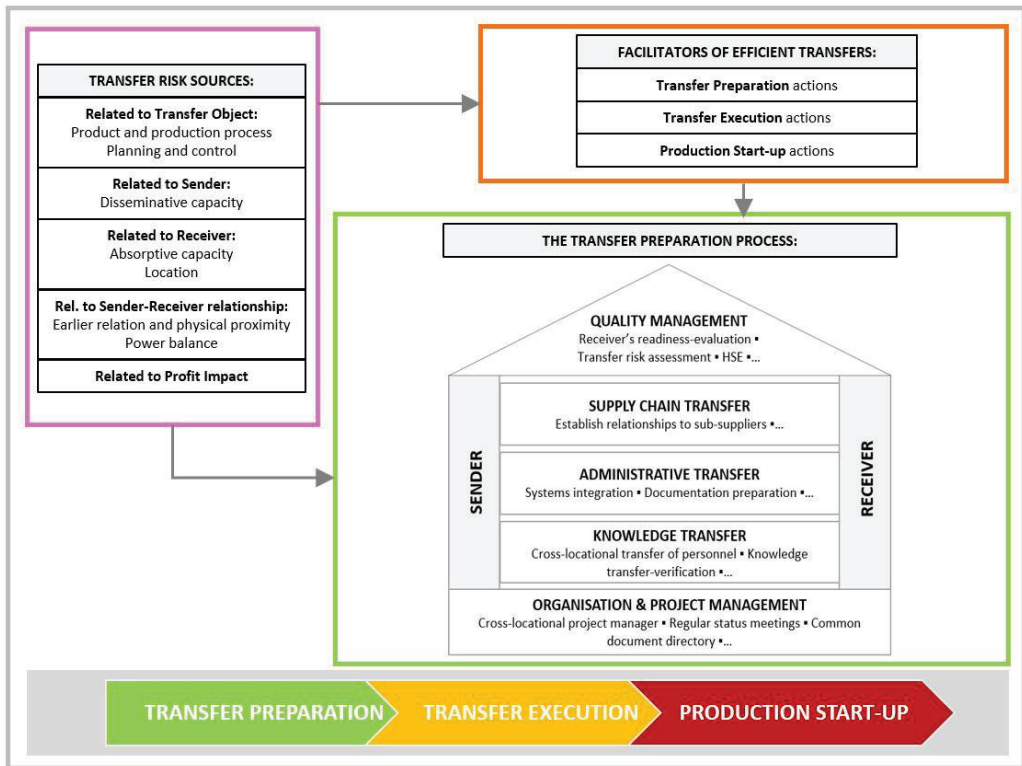 TRANSFER RISK SOURCES:
Related to Transfer Object:
Product and production process
Planning and control
Related to Sender:
Disseminative capacity
Related to Receiver:
Absorptive capacity
Location
Rel. to Sender-Receiver relationship:
Earlier relation and physical proximity
Power balance
Related to Profit Impact
FACILITATORS OF EFFICIENT TRANSFERS:
Transfer Preparation actions
Transfer Execution actions
Production Start-up actions
THE TRANSFER PREPARATION PROCESS:
QUALITY MANAGEMENT
Receiver's readiness-evaluation ▪
Transfer risk assessment ▪ HSE ▪...
SENDER
SUPPLY CHAIN TRANSFER
Establish relationships to sub-suppliers ▪...
ADMINISTRATIVE TRANSFER
Systems integration ▪ Documentation preparation ▪...
KNOWLEDGE TRANSFER
Cross-locational transfer of personnel ▪ Knowledge
transfer-verification ▪...
RECEIVER
ORGANISATION & PROJECT MANAGEMENT
Cross-locational project manager ▪ Regular status meetings ▪ Common
document directory ▪...
TRANSFER PREPARATION
TRANSFER EXECUTION
PRODUCTION START-UP